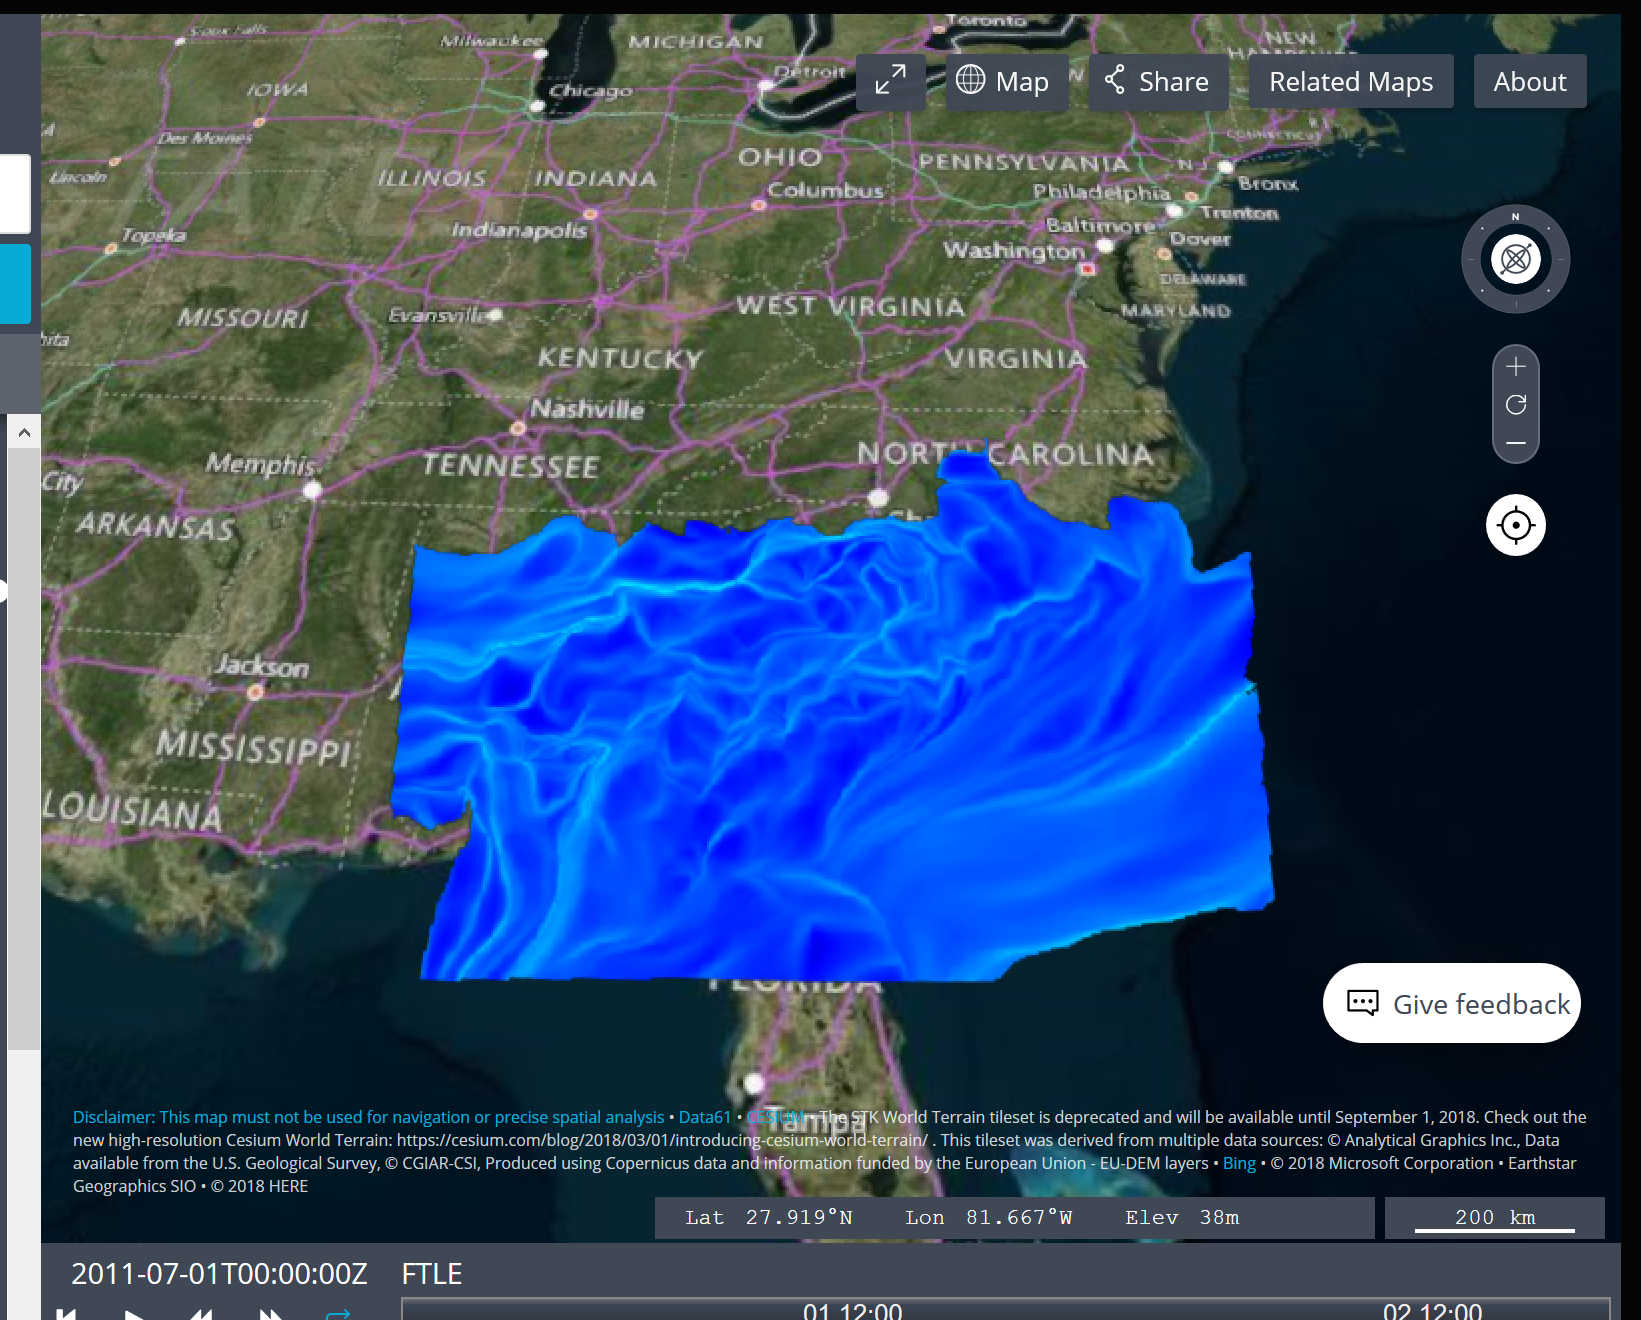 Toronto
Sioux Falls
Milwaukee
MICHIGAN
NEW
HAMPSHIRE
Detroit
Map
Share
Related Maps
About
IOWA
Chicago
Des Moines
R I
CONNECTICUT
OHIO
PENNSYLVANIA
N J
Lincoln
ILLINOIS
INDIANA
Columbus
Philadelphia
Bronx
Trenton
Topeka
Indianapolis
Baltimore
Dover
N
Washington
DELAWARE
MISSOURI
Evansville
WEST VIRGINIA
MARYLAND
KENTUCKY
VIRGINIA
Nashville
Memphis
TENNESSEE
NORTH CAROLINA
City
ARKANSAS
Jackson
MISSISSIPPI
LOUISIANA
FLORIDA
Give feedback
Tampa
Disclaimer: This map must not be used for navigation or precise spatial analysis • Data61 • CESIUM • The STK World Terrain tileset is deprecated and will be available until September 1, 2018. Check out the
new high-resolution Cesium World Terrain: https://cesium.com/blog/2018/03/01/introducing-cesium-world-terrain/ . This tileset was derived from multiple data sources: © Analytical Graphics Inc., Data
available from the U.S. Geological Survey, © CGIAR-CSI, Produced using Copernicus data and information funded by the European Union - EU-DEM layers • Bing • © 2018 Microsoft Corporation • Earthstar
Geographics SIO • © 2018 HERE
Lat 27.919°N Lon 81.667°W Elev 38m
200 km
2011-07-01T00:00:00Z FTLE
01 12:00
02 12:00